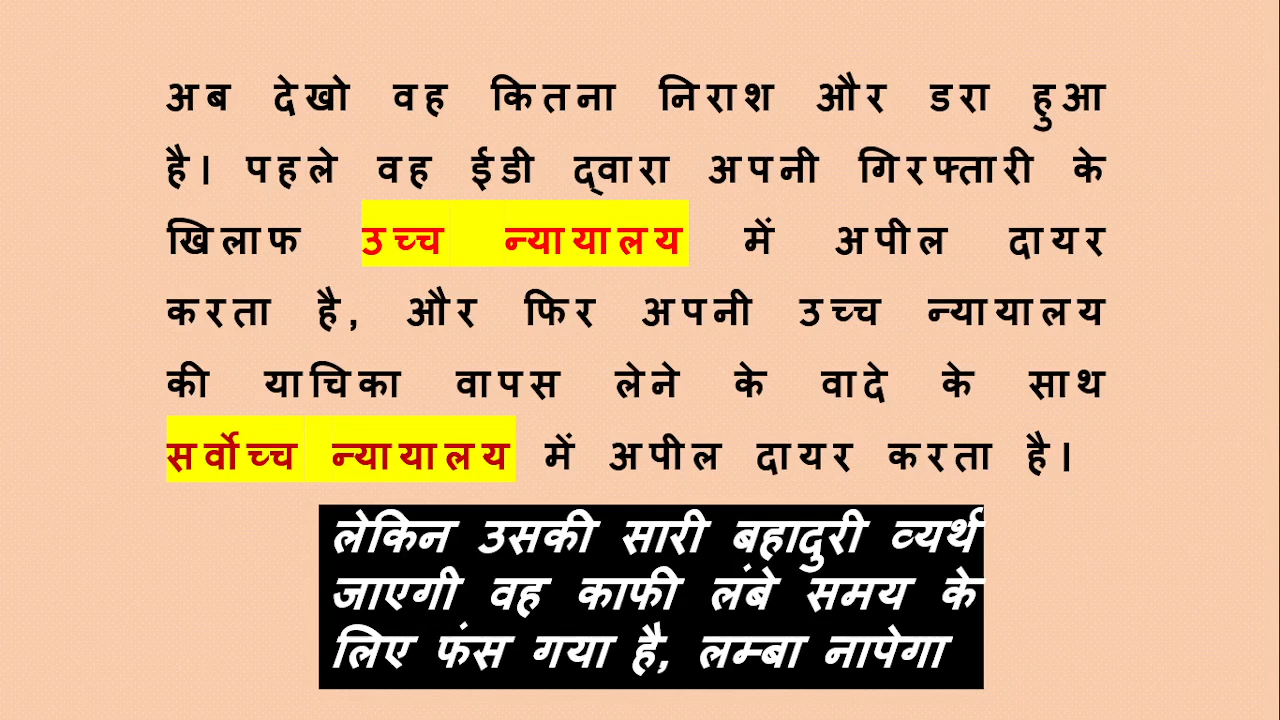 अब देखो वह कितना निराश और डरा हुआ
है। पहले वह ईडी द्वारा अपनी गिरफ्तारी के
खिलाफ उच्च न्यायालय में अपील दायर
करता है, और फिर अपनी उच्च न्यायालय
की याचिका वापस लेने के वादे के साथ
सर्वोच्च न्यायालय में अपील दायर करता है।
लेकिन उसकी सारी बहादुरी व्यर्थ
जाएगी वह काफी लंबे समय के
लिए फंस गया है, लम्बा नापेगा